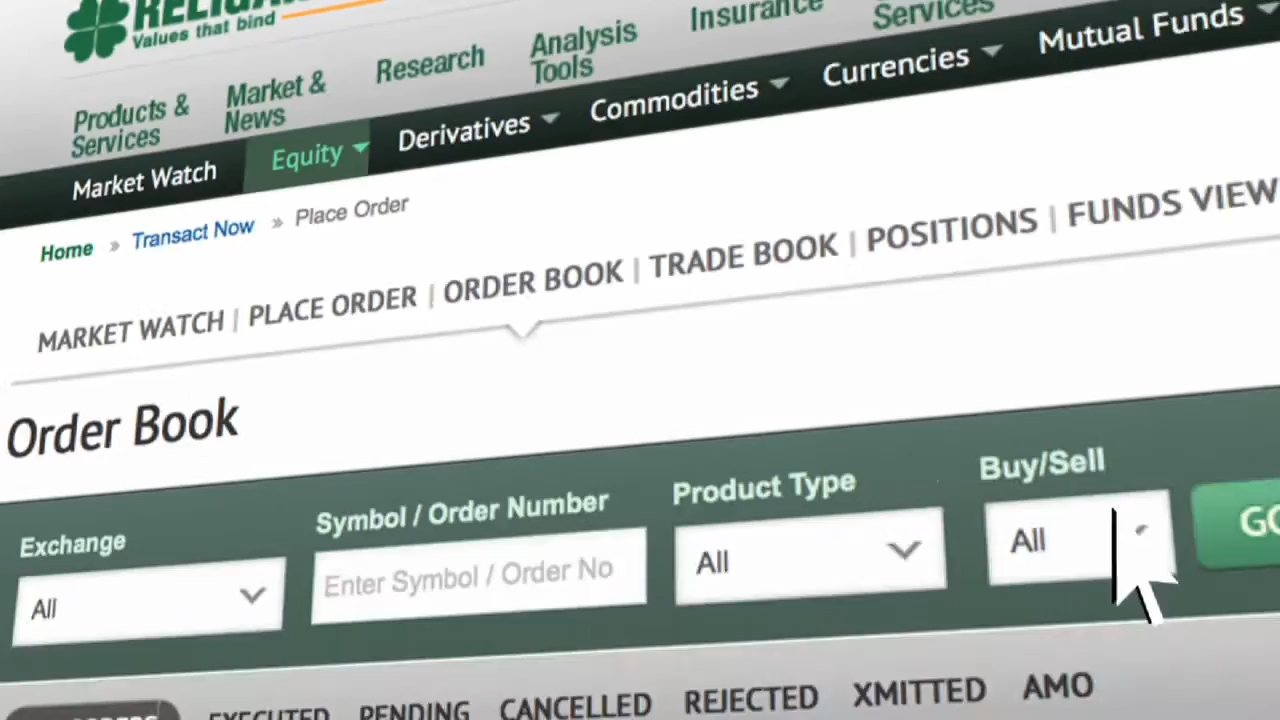 Values that bind
Products & Services
Market & News
Research
Analysis Tools
Insurance
Services
Market Watch
Equity
Derivatives
Commodities
Currencies
Mutual Funds
Home » Transact Now » Place Order
MARKET WATCH | PLACE ORDER | ORDER BOOK | TRADE BOOK | POSITIONS | FUNDS VIEW
Order Book
Exchange
Symbol / Order Number
Product Type
Buy/Sell
All
Enter Symbol / Order No
All
All
EXECUTED
PENDING
CANCELLED
REJECTED
XMITTED
AMO